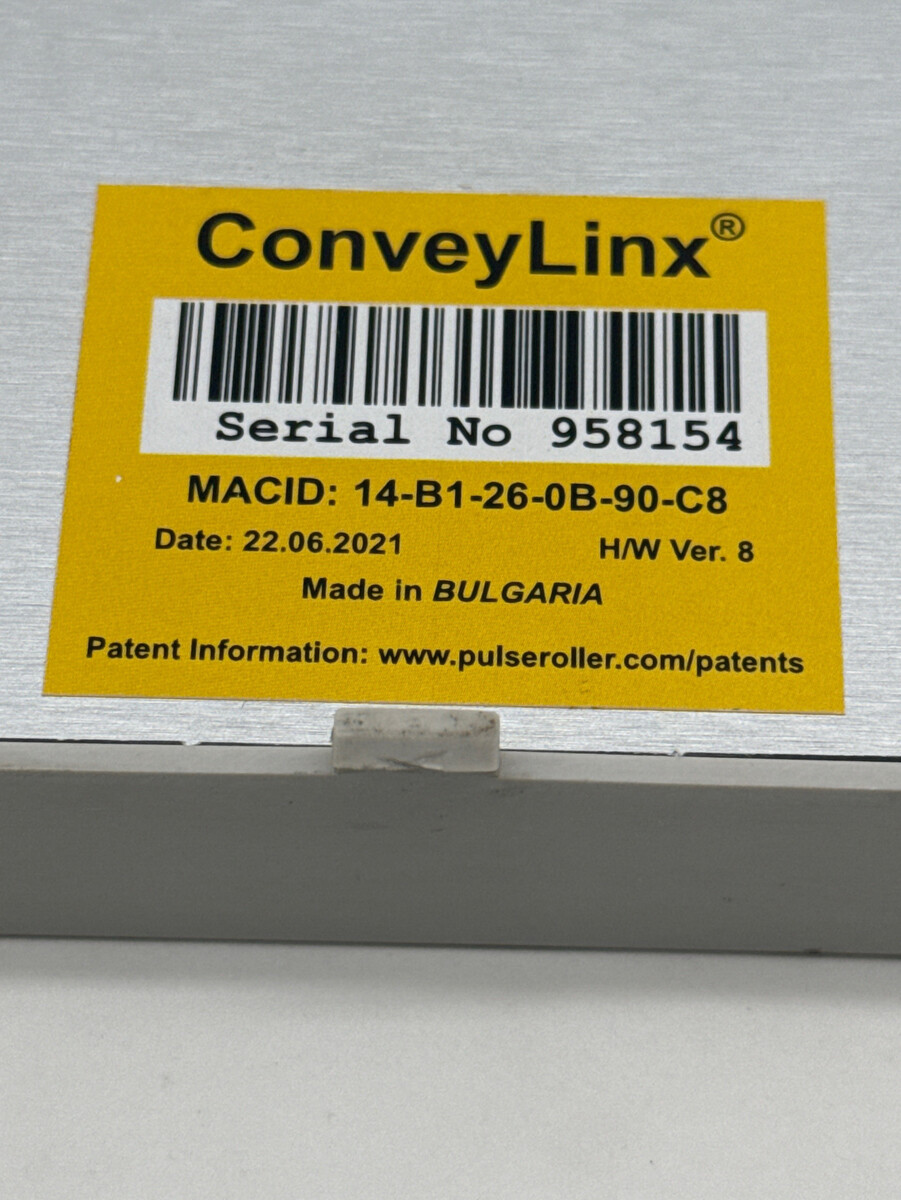 ConveyLinx®
Serial No 958154
MACID: 14-B1-26-0B-90-C8
Date: 22.06.2021 H/W Ver. 8
Made in BULGARIA
Patent Information: www.pulseroller.com/patents